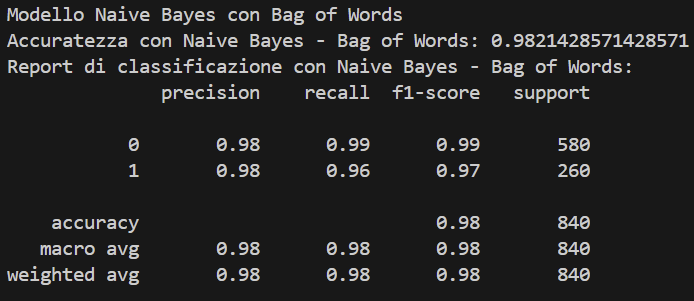 Modello Naive Bayes con Bag of Words
Accuratezza con Naive Bayes - Bag of Words: 0.9821428571428571
Report di classificazione con Naive Bayes - Bag of Words:
precision recall f1-score support
0 0.98 0.99 0.99 580
1 0.98 0.96 0.97 260
accuracy 0.98 840
macro avg 0.98 0.98 0.98 840
weighted avg 0.98 0.98 0.98 840